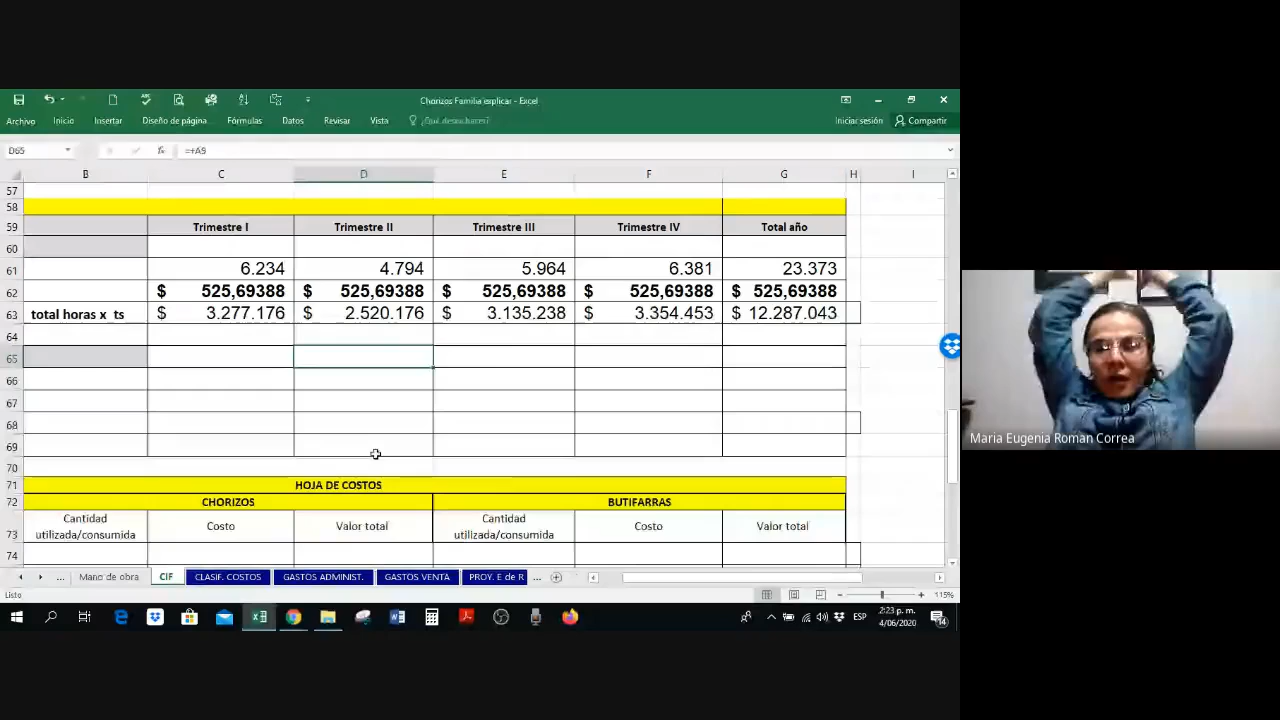 Chorizos Familia explicar - Excel
Archivo Inicio Insertar Diseño de página... Fórmulas Datos Revisar Vista ¿Qué desea hacer? Iniciar sesión Compartir
D65 fx =+A9
B C D E F G H I
57
58
59 Trimestre I Trimestre II Trimestre III Trimestre IV Total año
60
61 6.234 4.794 5.964 6.381 23.373
62 $ 525,69388 $ 525,69388 $ 525,69388 $ 525,69388 $ 525,69388
63 total horas x ts $ 3.277.176 $ 2.520.176 $ 3.135.238 $ 3.354.453 $ 12.287.043
64
65
66
67
68
69
70
71 HOJA DE COSTOS
72 CHORIZOS BUTIFARRAS
73 Cantidad utilizada/consumida Costo Valor total Cantidad utilizada/consumida Costo Valor total
74
... Mano de obra CIF CLASIF. COSTOS GASTOS ADMINIST. GASTOS VENTA PROY. E de R ...
Listo 115%
ESP 2:23 p. m.
4/06/2020 14
Maria Eugenia Roman Correa